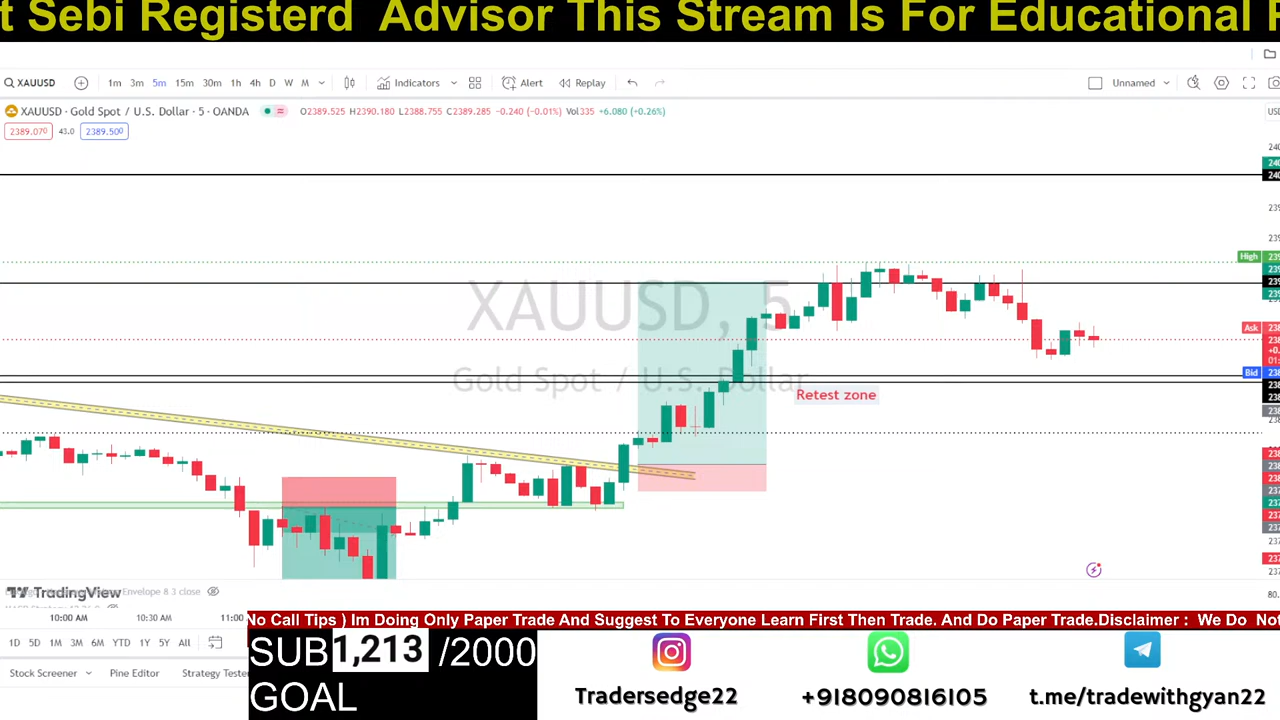 t Sebi Registerd Advisor This Stream Is For Educational P
XAUUSD 1m 3m 5m 15m 30m 1h 4h D W M Indicators Alert Replay Unnamed
XAUUSD · Gold Spot / U.S. Dollar · 5 · OANDA O2389.525 H2390.180 L2388.755 C2389.285 -0.240 (-0.01%) Vol335 +6.080 (+0.26%) USD
2389.070 43.0 2389.500
High
XAUUSD, 5
Ask
Gold Spot / U.S. Dollar
Bid
Retest zone
TradingView
Envelope 8 3 close
10:00 AM 10:30 AM 11:00
No Call Tips ) Im Doing Only Paper Trade And Suggest To Everyone Learn First Then Trade. And Do Paper Trade.Disclaimer : We Do Not
1D 5D 1M 3M 6M YTD 1Y 5Y All
SUB 1,213 /2000
GOAL
Stock Screener Pine Editor Strategy Tester
Tradersedge22 +918090816105 t.me/tradewithgyan22